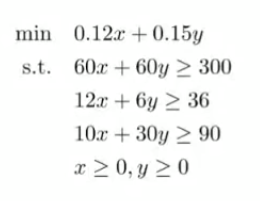 min 0.12x + 0.15y
s.t. 60x + 60y ≥ 300
12x + 6y ≥ 36
10x + 30y ≥ 90
x ≥ 0, y ≥ 0